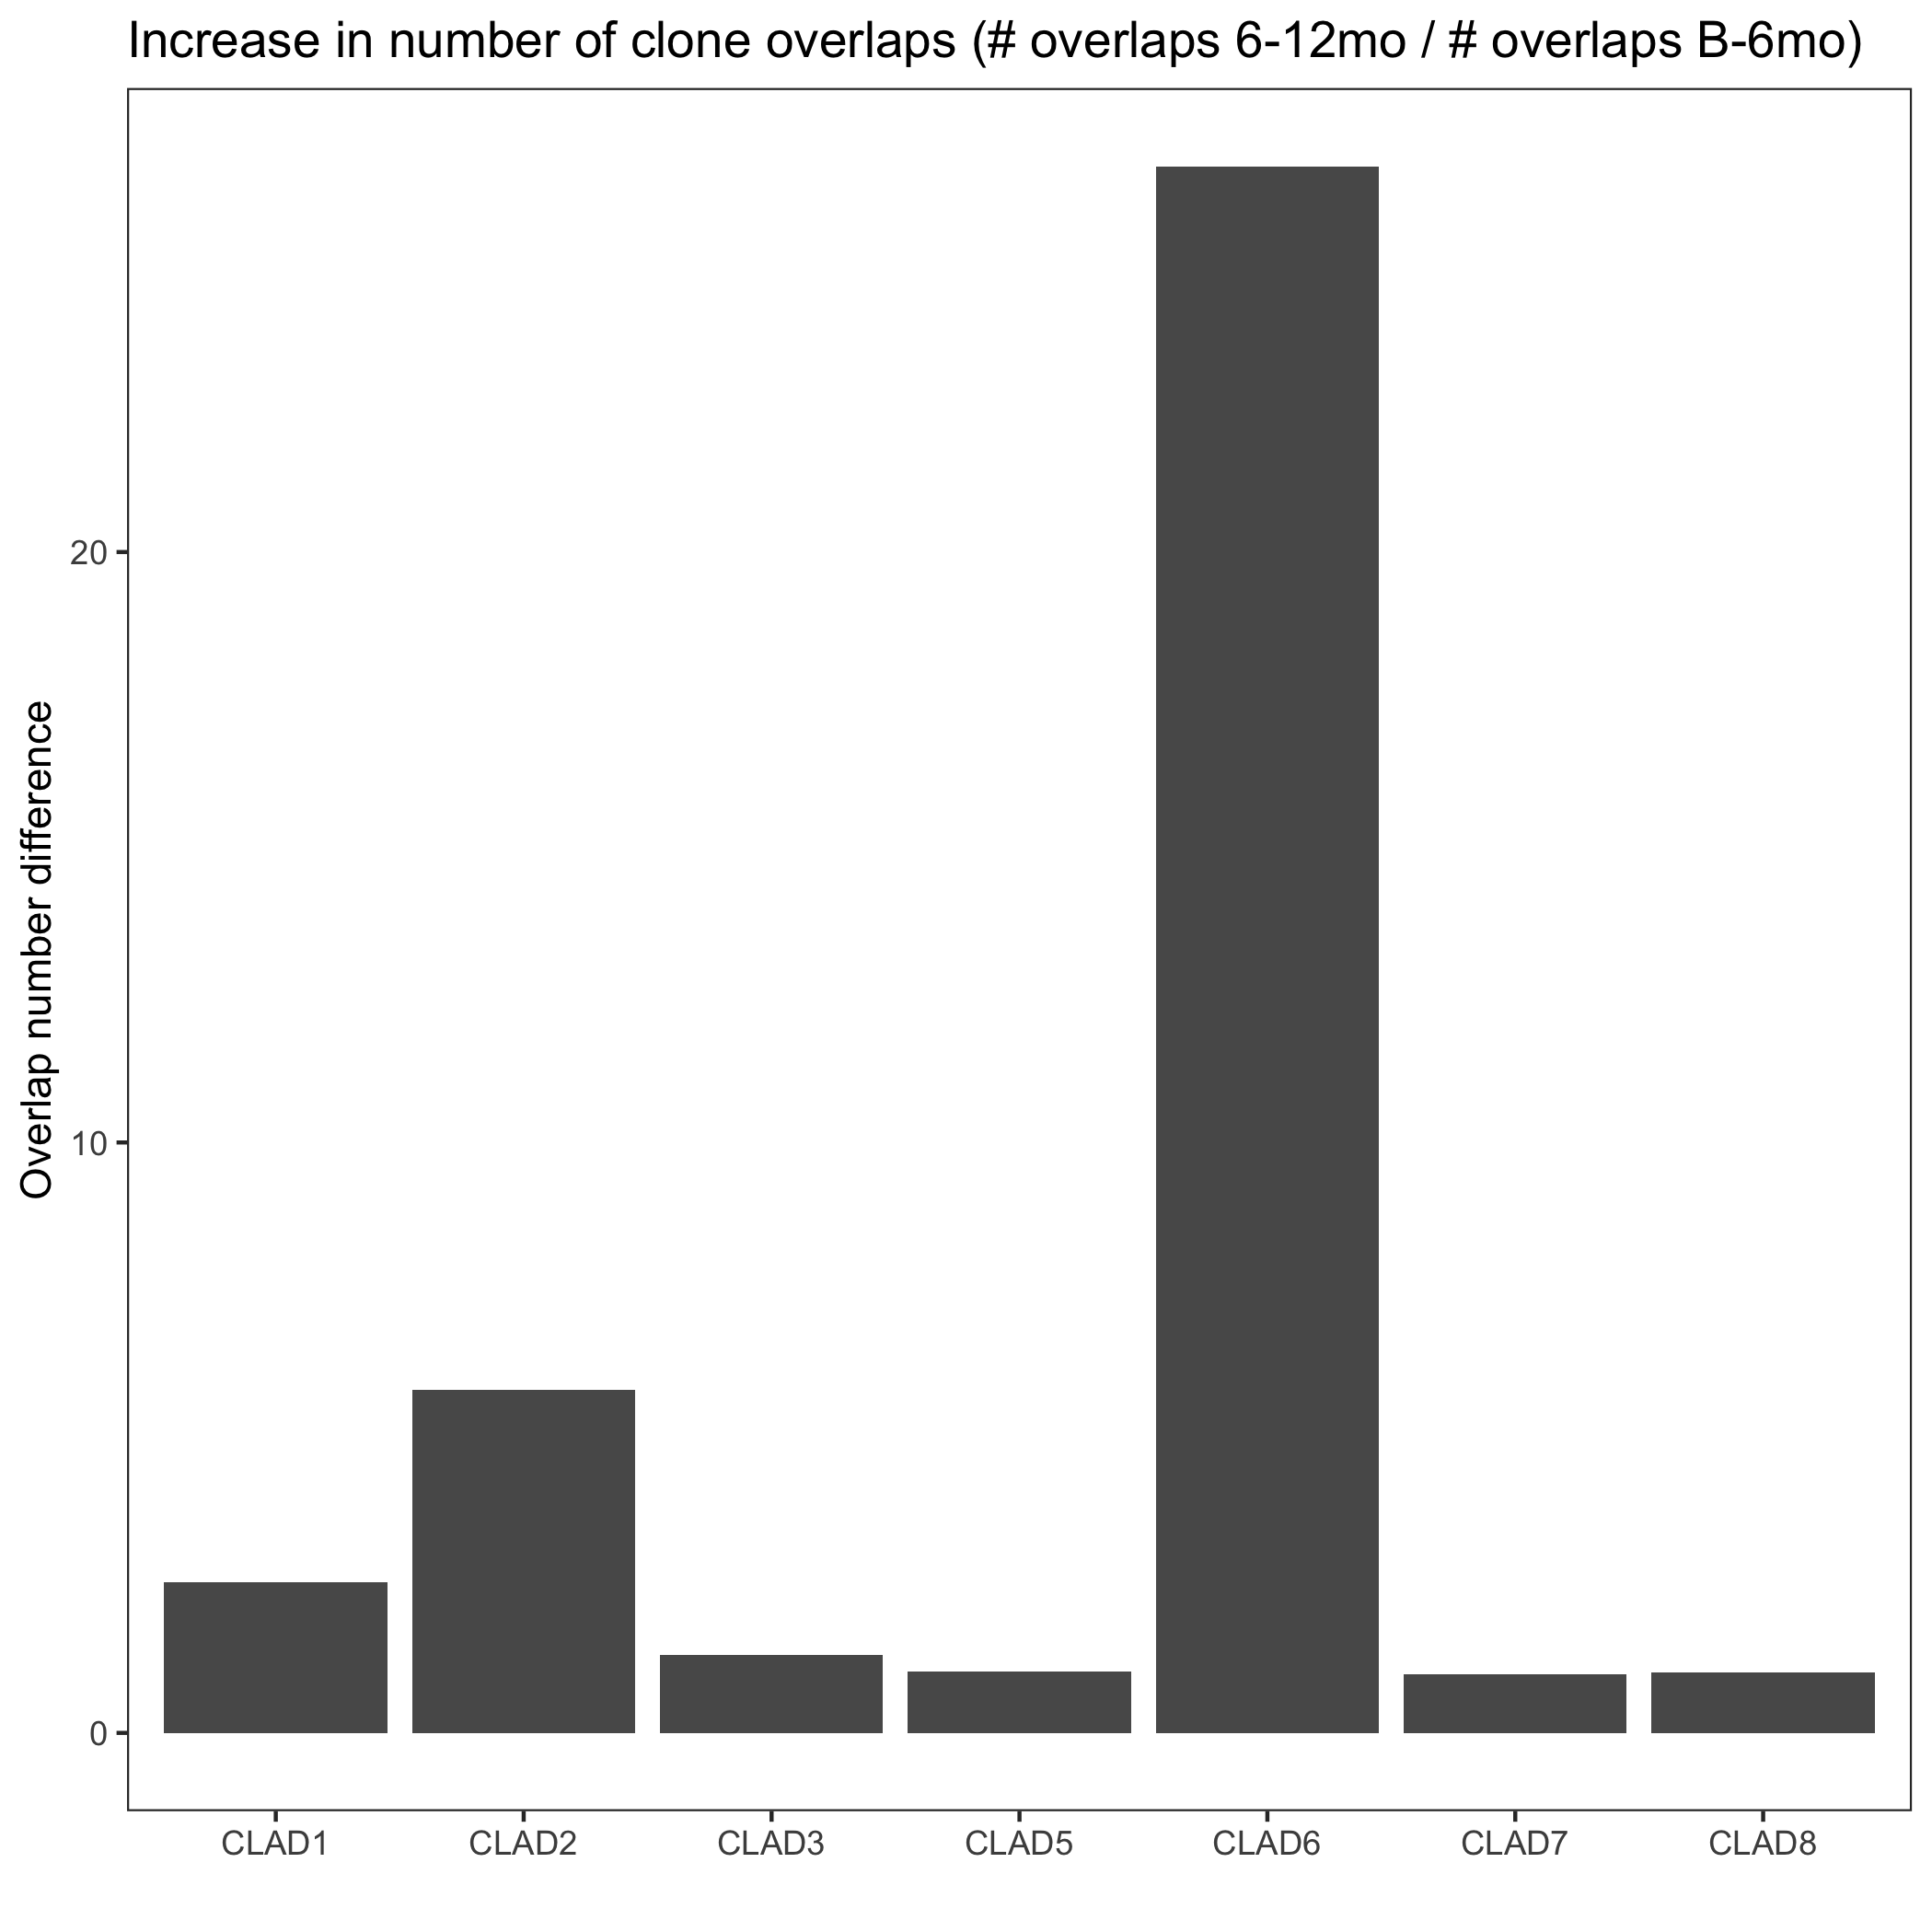 Increase in number of clone overlaps (# overlaps 6-12mo / # overlaps B-6mo)
Overlap number difference
20
10
0
CLAD1 CLAD2 CLAD3 CLAD5 CLAD6 CLAD7 CLAD8